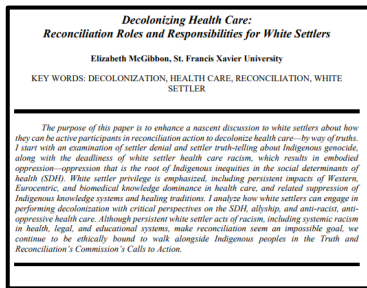 Decolonizing Health Care:
Reconciliation Roles and Responsibilities for White Settlers
Elizabeth McGibbon, St. Francis Xavier University
KEY WORDS: DECOLONIZATION, HEALTH CARE, RECONCILIATION, WHITE
SETTLER
The purpose of this paper is to enhance a nascent discussion to white settlers about how
they can be active participants in reconciliation action to decolonize health care—by way of truths.
I start with an examination of settler denial and settler truth-telling about Indigenous genocide,
along with the deadliness of white settler health care racism, which results in embodied
oppression—oppression that is the root of Indigenous inequities in the social determinants of
health (SDH). White settler privilege is emphasized, including persistent impacts of Western,
Eurocentric, and biomedical knowledge dominance in health care, and related suppression of
Indigenous knowledge systems and healing traditions. I analyze how white settlers can engage in
performing decolonization with critical perspectives on the SDH, allyship, and anti-racist, anti-
oppressive health care. Although persistent white settler acts of racism, including systemic racism
in health, legal, and educational systems, make reconciliation seem an impossible goal, we
continue to be ethically bound to walk alongside Indigenous peoples in the Truth and
Reconciliation's Commission's Calls to Action.